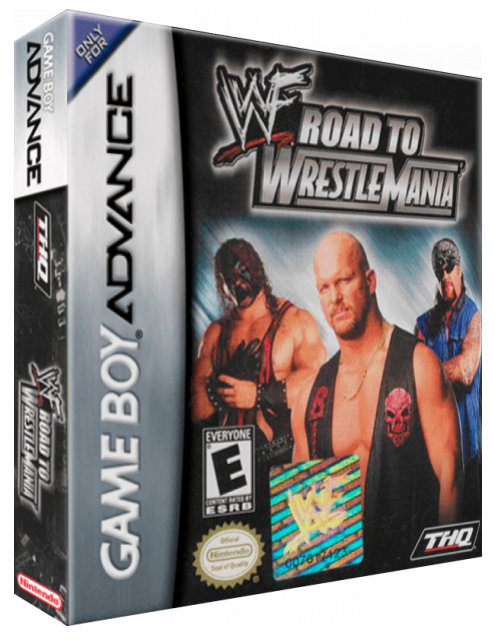 GAME BOY
ADVANCE
THQ
WF
ROAD TO
WRESTLEMANIA
Nintendo
ONLY
FOR
GAME BOY ADVANCE
WF
ROAD TO
WRESTLEMANIA
EVERYONE
E
CONTENT RATED BY
ESRB
Official
Nintendo
Seal of Quality
WF
THQ